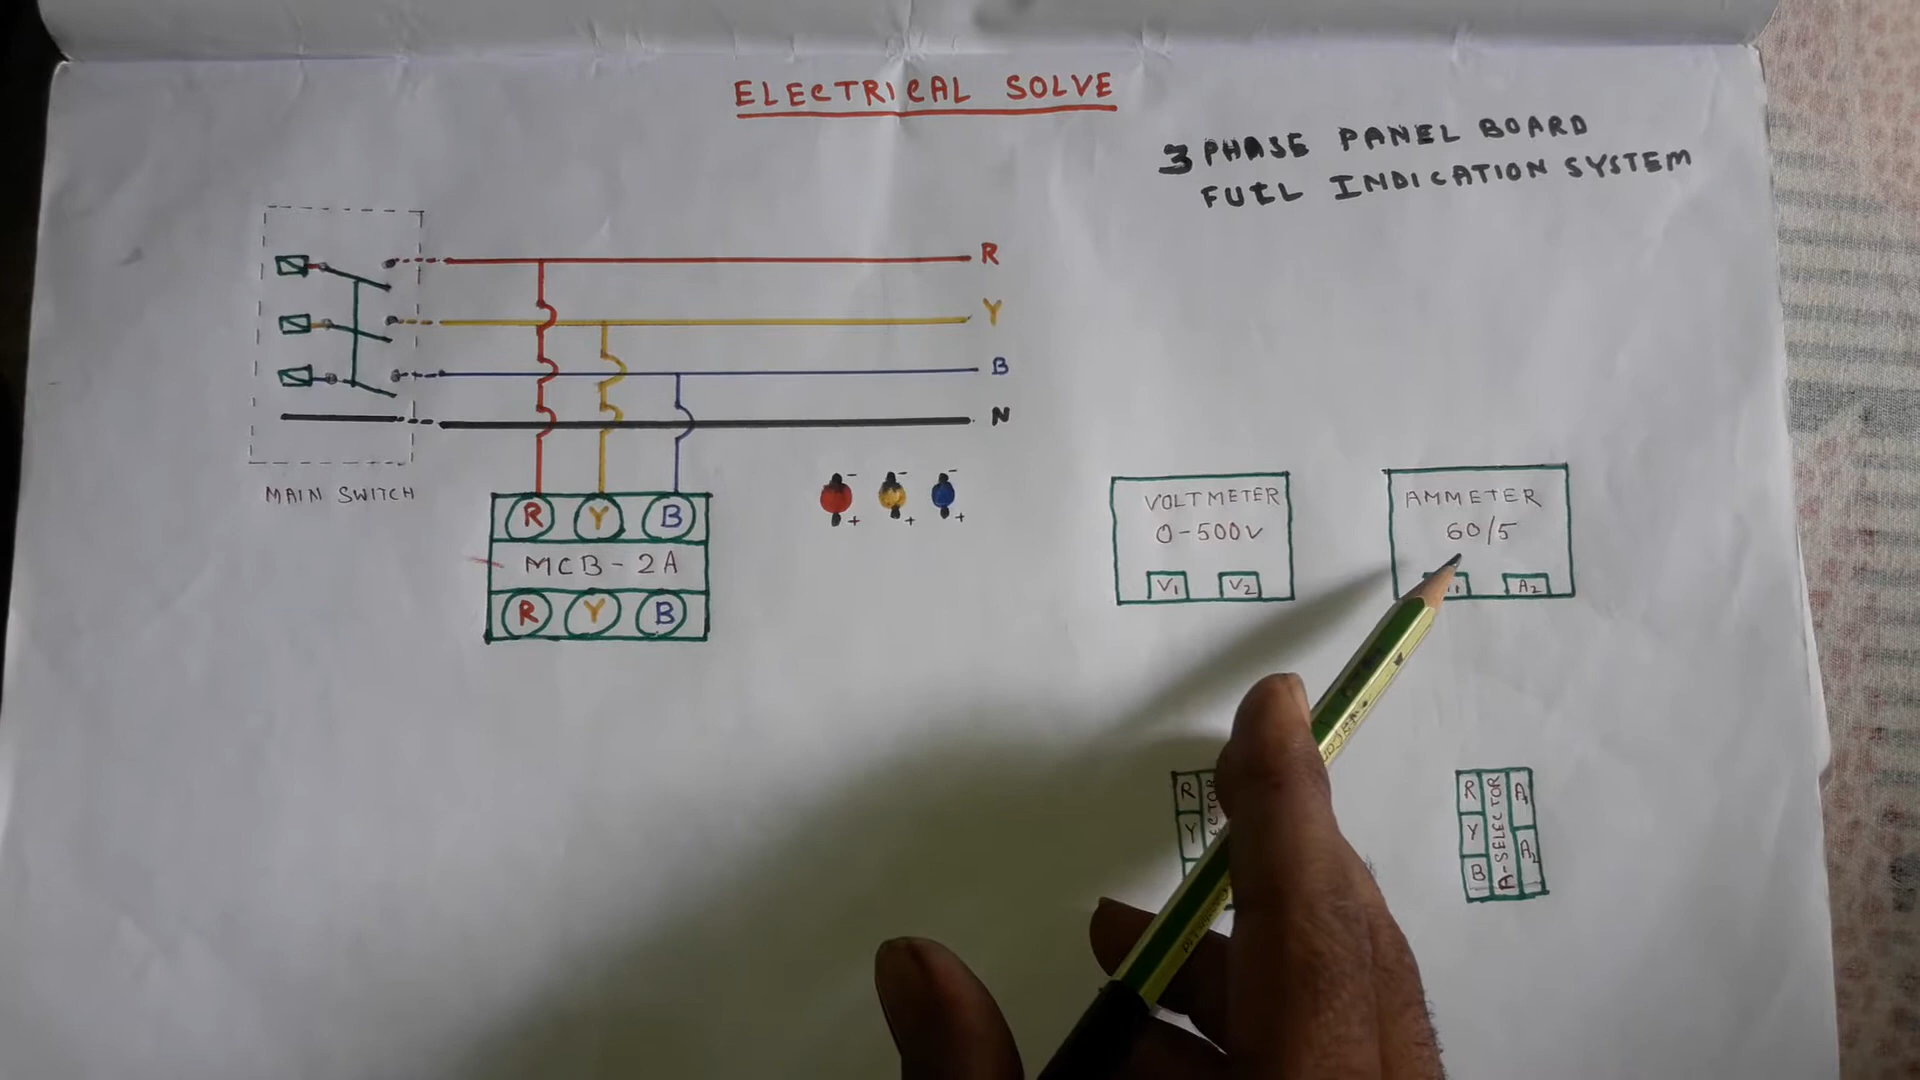 ELECTRICAL SOLVE
3 PHASE PANEL BOARD
FULL INDICATION SYSTEM
R
Y
B
N
MAIN SWITCH
R Y B
MCB-2A
R Y B
- - -
+ + +
VOLTMETER
0-500V
V1 V2
AMMETER
60/5
A2
R
Y
R
Y
B
A-SELECTOR
A1
A2